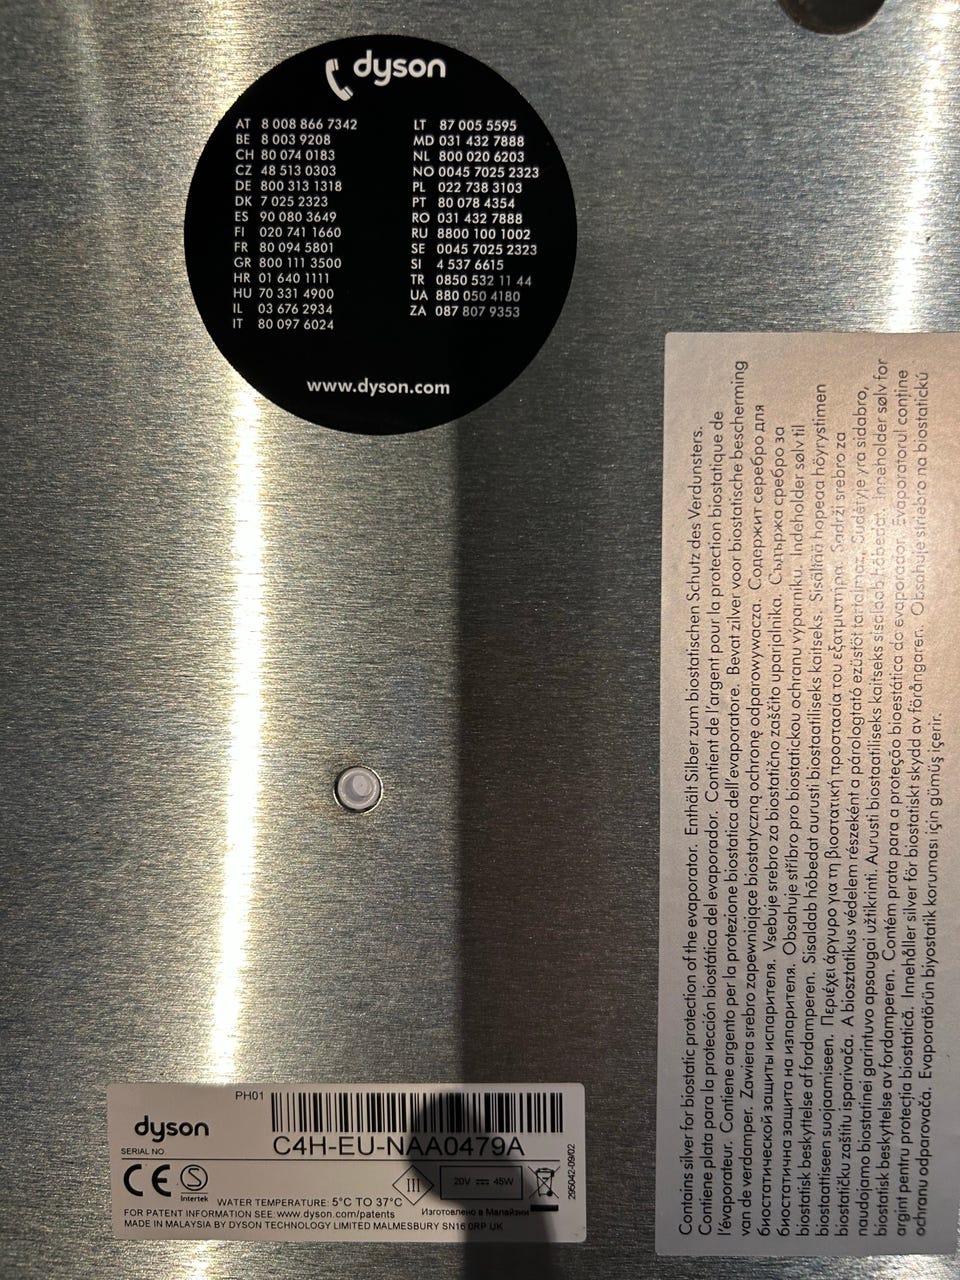 dyson
AT 8 008 866 7342
BE 8 003 9208
CH 80 074 0183
CZ 48 513 0303
DE 800 313 1318
DK 7 025 2323
ES 90 080 3649
FI 020 741 1660
FR 80 094 5801
GR 800 111 3500
HR 01 640 1111
HU 70 331 4900
IL 03 676 2934
IT 80 097 6024
LT 87 005 5595
MD 031 432 7888
NL 800 020 6203
NO 0045 7025 2323
PL 022 738 3103
PT 80 078 4354
RO 031 432 7888
RU 8800 100 1002
SE 0045 7025 2323
SI 4 537 6615
TR 0850 532 11 44
UA 880 050 4180
ZA 087 807 9353
www.dyson.com
Contains silver for biostatic protection of the evaporator. Enthält Silber zum biostatischen Schutz des Verdunsters.
Contiene plata para la protección biostática del evaporador. Contient de l'argent pour la protection biostatique de
l'évaporateur. Contiene argento per la protezione biostatica dell'evaporatore. Bevat zilver voor biostatische bescherming
van de verdamper. Zawiera srebro zapewniające biostatyczną ochronę odparowywacza. Содержит серебро для
биостатической защиты испарителя. Vsebuje srebro za biostatično zaščito uparjalnika. Съдържа сребро за
биостатична защита на изпарителя. Obsahuje stříbro pro biostatickou ochranu výparníku. Indeholder sølv til
biostatisk beskyttelse af fordamperen. Sisaldab hõbedat aurusti biostaatiliseks kaitseks. Sisältää hopeaa höyrystimen
biostaattiseen suojaamiseen. Περιέχει άργυρο για τη βιοστατική προστασία του εξατμιστήρα. Sadrži srebro za
biostatičku zaštitu isparivača. A biosztatikus védelem részeként a párologtató ezüstöt tartalmaz. Sudėtyje yra sidabro,
naudojamo biostatinei garintuvo apsaugai užtikrinti. Aurusti biostaatiliseks kaitseks sisaldab hõbedat. Inneholder sølv for
biostatisk beskyttelse av fordamperen. Contém prata para a proteção bioestática do evaporador. Evaporatorul conține
argint pentru protecția biostatică. Innehåller silver för biostatiskt skydd av förångaren. Obsahuje striebro na biostatickú
ochranu odparovača. Evaporatörün biyostatik koruması için gümüş içerir.
PH01
dyson
SERIAL NO.
C4H-EU-NAA0479A
CE
S
Intertek
III
20V ⎓ 45W
295042-09/02
WATER TEMPERATURE: 5°C TO 37°C
FOR PATENT INFORMATION SEE: www.dyson.com/patents
Изготовлено в Малайзии
MADE IN MALAYSIA BY DYSON TECHNOLOGY LIMITED MALMESBURY SN16 0RP UK